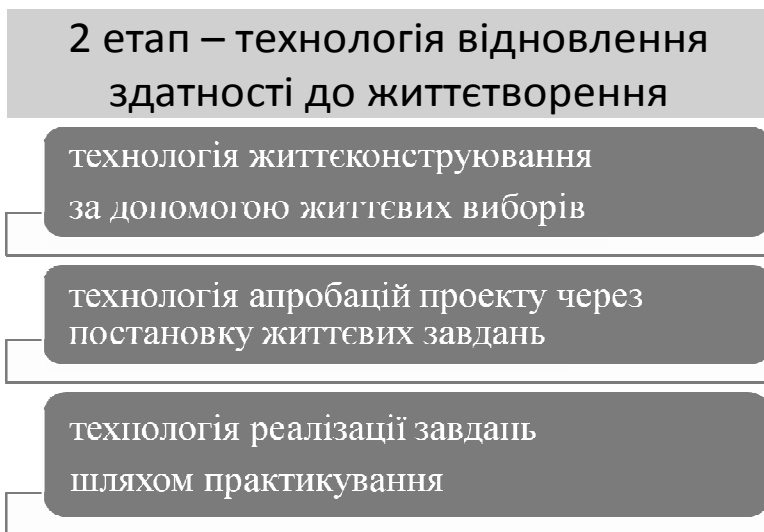 2 етап – технологія відновлення
здатності до життєтворення
технологія життєконструювання
за допомогою життєвих виборів
технологія апробацій проекту через
постановку життєвих завдань
технологія реалізації завдань
шляхом практикування